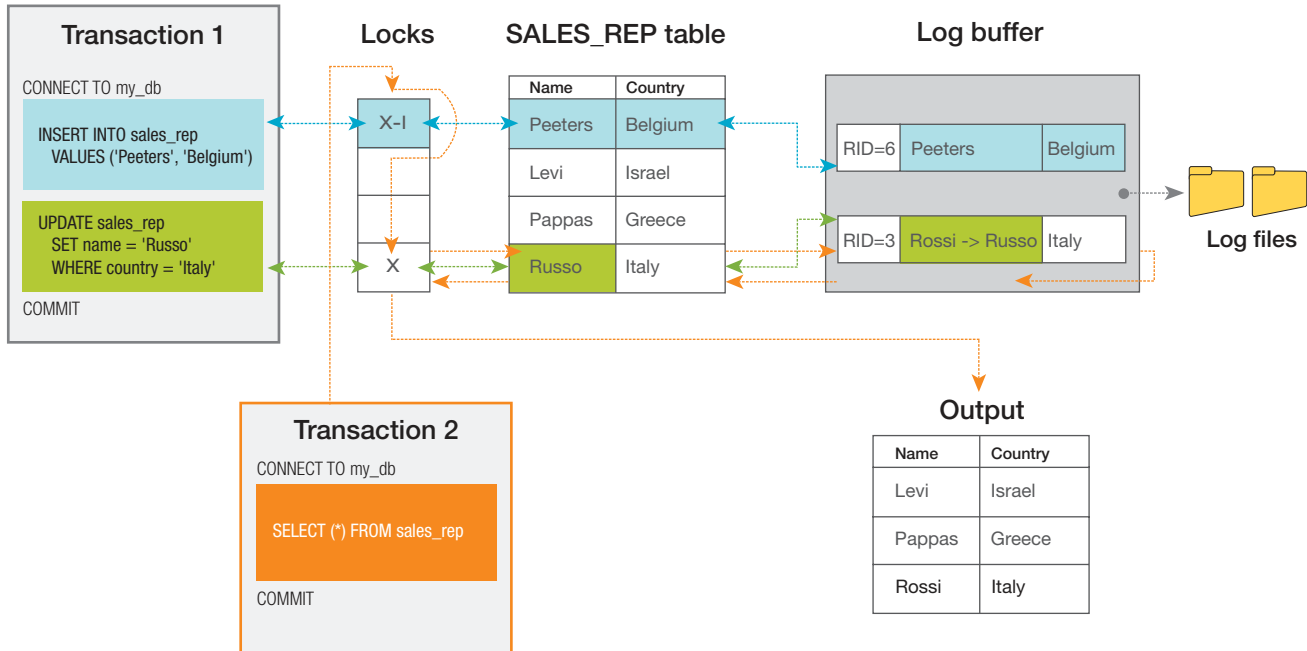 Transaction 1
CONNECT TO my_db
INSERT INTO sales_rep
VALUES ('Peeters', 'Belgium')
UPDATE sales_rep
SET name = 'Russo'
WHERE country = 'Italy'
COMMIT
Locks
X-I
X
SALES_REP table
Name Country
Peeters Belgium
Levi Israel
Pappas Greece
Russo Italy
Log buffer
RID=6 Peeters Belgium
RID=3 Rossi -> Russo Italy
Log files
Transaction 2
CONNECT TO my_db
SELECT (*) FROM sales_rep
COMMIT
Output
Name Country
Levi Israel
Pappas Greece
Rossi Italy